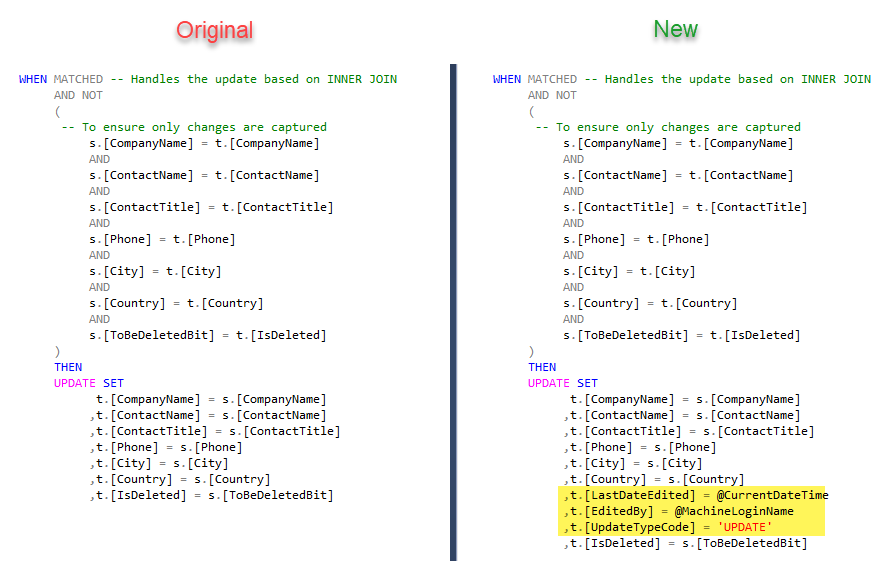 Original
WHEN MATCHED -- Handles the update based on INNER JOIN
AND NOT
(
-- To ensure only changes are captured
s.[CompanyName] = t.[CompanyName]
AND
s.[ContactName] = t.[ContactName]
AND
s.[ContactTitle] = t.[ContactTitle]
AND
s.[Phone] = t.[Phone]
AND
s.[City] = t.[City]
AND
s.[Country] = t.[Country]
AND
s.[ToBeDeletedBit] = t.[IsDeleted]
)
THEN
UPDATE SET
t.[CompanyName] = s.[CompanyName]
,t.[ContactName] = s.[ContactName]
,t.[ContactTitle] = s.[ContactTitle]
,t.[Phone] = s.[Phone]
,t.[City] = s.[City]
,t.[Country] = s.[Country]
,t.[IsDeleted] = s.[ToBeDeletedBit]
New
WHEN MATCHED -- Handles the update based on INNER JOIN
AND NOT
(
-- To ensure only changes are captured
s.[CompanyName] = t.[CompanyName]
AND
s.[ContactName] = t.[ContactName]
AND
s.[ContactTitle] = t.[ContactTitle]
AND
s.[Phone] = t.[Phone]
AND
s.[City] = t.[City]
AND
s.[Country] = t.[Country]
AND
s.[ToBeDeletedBit] = t.[IsDeleted]
)
THEN
UPDATE SET
t.[CompanyName] = s.[CompanyName]
,t.[ContactName] = s.[ContactName]
,t.[ContactTitle] = s.[ContactTitle]
,t.[Phone] = s.[Phone]
,t.[City] = s.[City]
,t.[Country] = s.[Country]
,t.[LastDateEdited] = @CurrentDateTime
,t.[EditedBy] = @MachineLoginName
,t.[UpdateTypeCode] = 'UPDATE'
,t.[IsDeleted] = s.[ToBeDeletedBit]